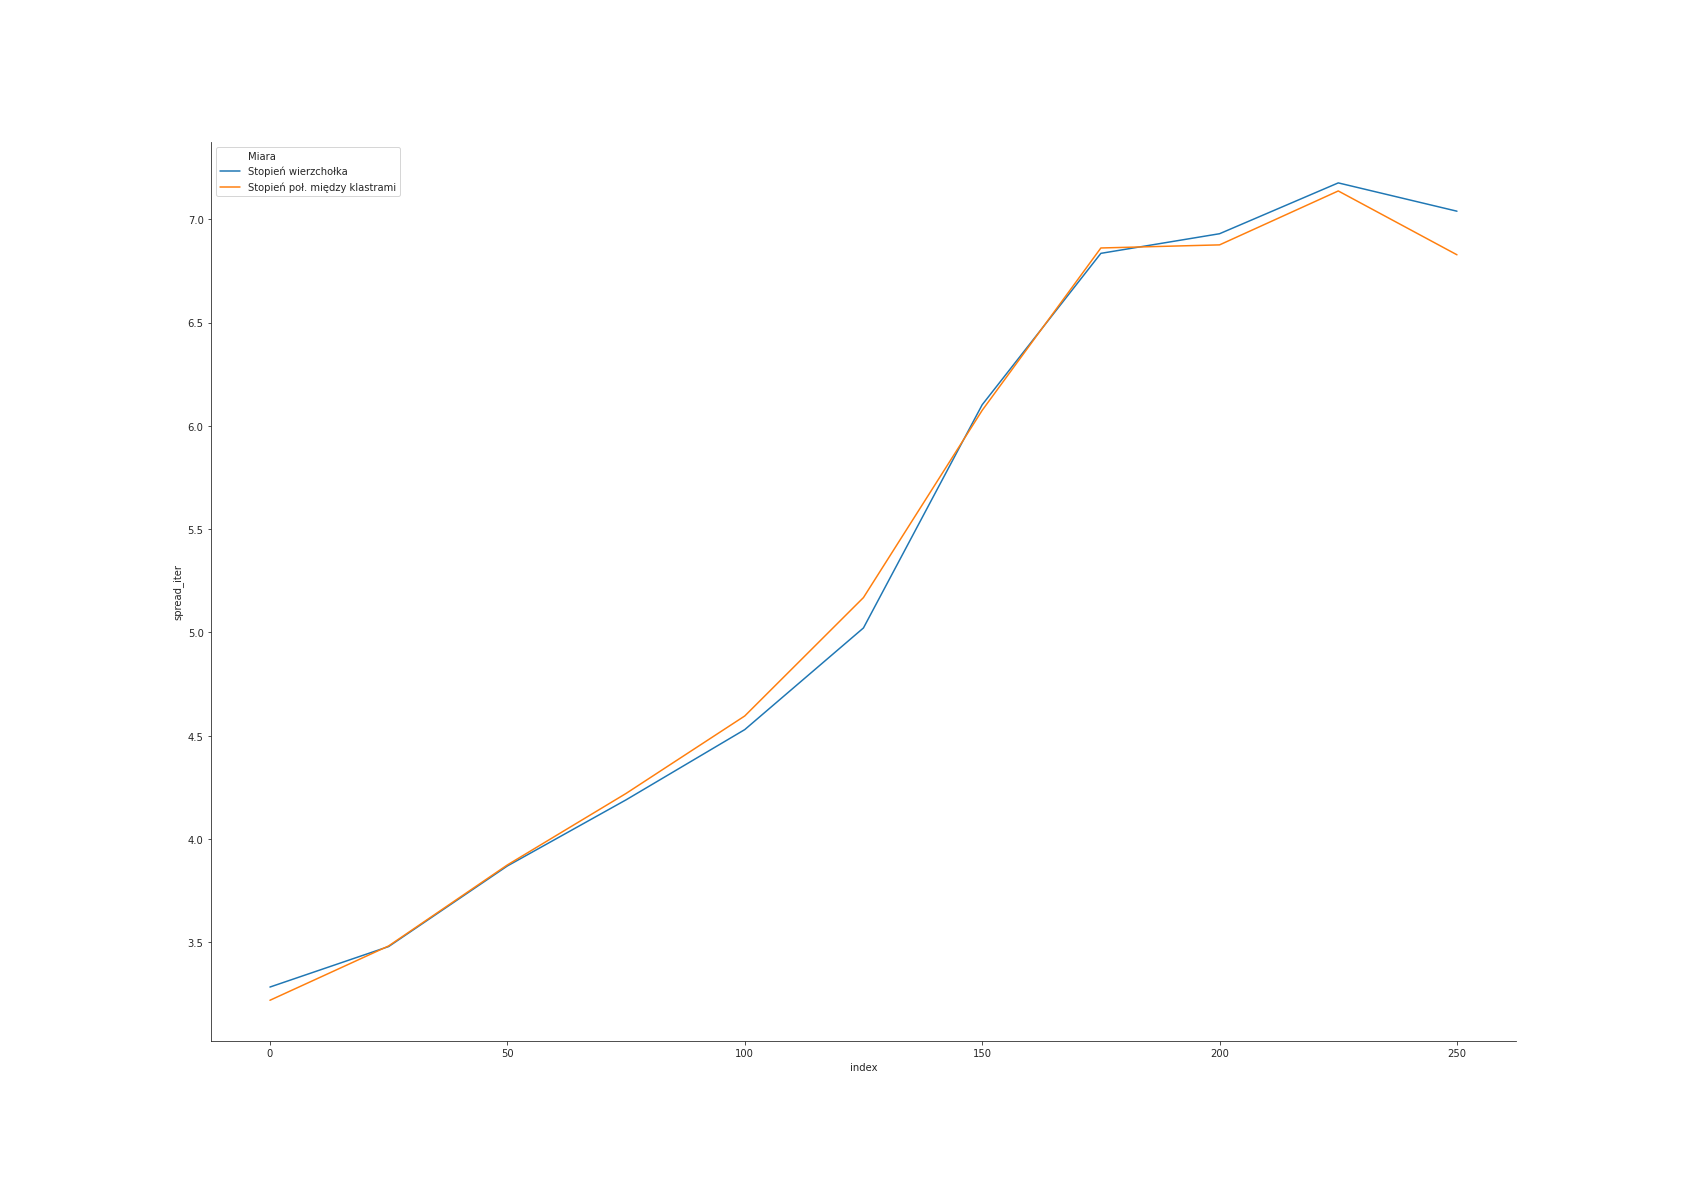 Miara
Stopień wierzchołka
Stopień poł. między klastrami
7.0
6.5
6.0
5.5
5.0
4.5
4.0
3.5
spread_iter
0 50 100 150 200 250
index